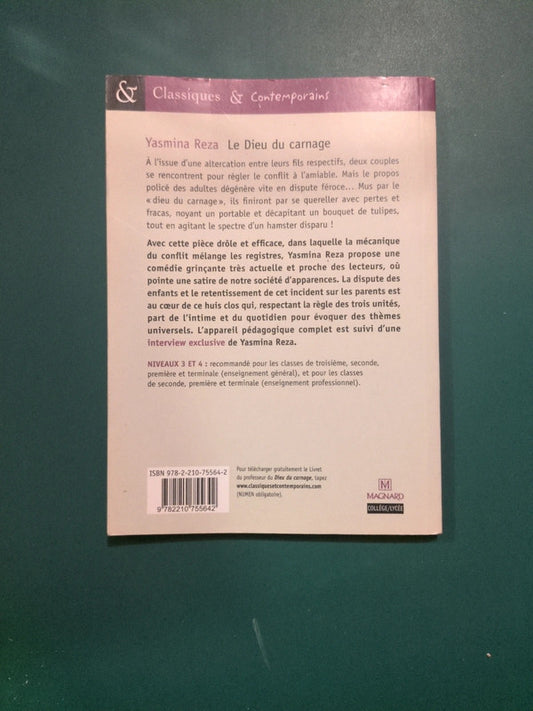 & Classiques & Contemporains
Yasmina Reza Le Dieu du carnage
À l'issue d'une altercation entre leurs fils respectifs, deux couples
se rencontrent pour régler le conflit à l'amiable. Mais le propos
policé des adultes dégénère vite en dispute féroce... Mus par le
« dieu du carnage », ils finiront par se quereller avec pertes et
fracas, noyant un portable et décapitant un bouquet de tulipes,
tout en agitant le spectre d'un hamster disparu !
Avec cette pièce drôle et efficace, dans laquelle la mécanique
du conflit mélange les registres, Yasmina Reza propose une
comédie grinçante très actuelle et proche des lecteurs, où
pointe une satire de notre société d'apparences. La dispute des
enfants et le retentissement de cet incident sur les parents est
au cœur de ce huis clos qui, respectant la règle des trois unités,
part de l'intime et du quotidien pour évoquer des thèmes
universels. L'appareil pédagogique complet est suivi d'une
interview exclusive de Yasmina Reza.
NIVEAUX 3 ET 4 : recommandé pour les classes de troisième, seconde,
première et terminale (enseignement général), et pour les classes
de seconde, première et terminale (enseignement professionnel).
ISBN 978-2-210-75564-2
9 782210 755642
Pour télécharger gratuitement le Livret
du professeur du Dieu du carnage, tapez
www.classiquesetcontemporains.com
(NUMEN obligatoire).
M
MAGNARD
COLLÈGE/LYCÉE